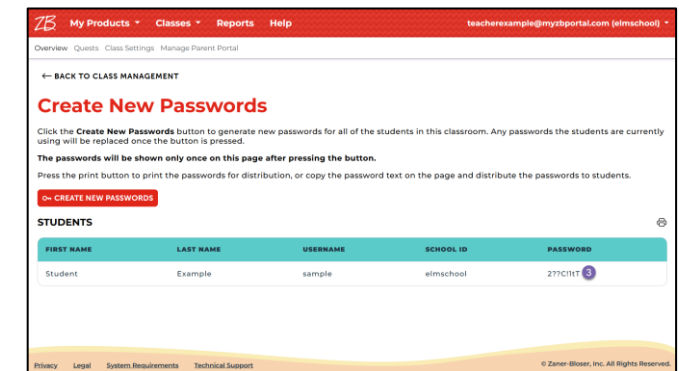 ZB My Products Classes Reports Help teacherexample@myzbportal.com (elmschool)
Overview Quests Class Settings Manage Parent Portal
← BACK TO CLASS MANAGEMENT
Create New Passwords
Click the Create New Passwords button to generate new passwords for all of the students in this classroom. Any passwords the students are currently
using will be replaced once the button is pressed.
The passwords will be shown only once on this page after pressing the button.
Press the print button to print the passwords for distribution, or copy the password text on the page and distribute the passwords to students.
CREATE NEW PASSWORDS
STUDENTS
FIRST NAME LAST NAME USERNAME SCHOOL ID PASSWORD
Student Example sample elmschool 3
Privacy Legal System Requirements Technical Support © Zaner-Bloser, Inc. All Rights Reserved.